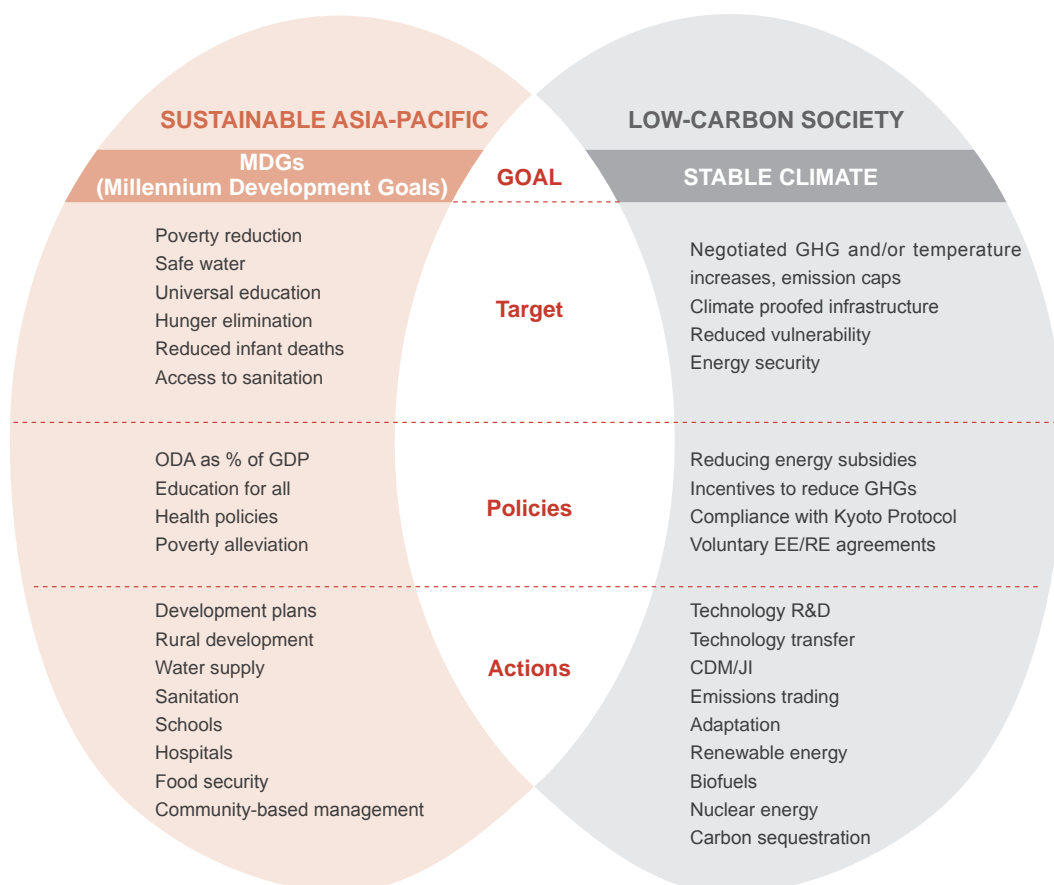 SUSTAINABLE ASIA-PACIFIC
LOW-CARBON SOCIETY
MDGs
(Millennium Development Goals)
GOAL
STABLE CLIMATE
Poverty reduction
Safe water
Universal education
Hunger elimination
Reduced infant deaths
Access to sanitation
Target
Negotiated GHG and/or temperature
increases, emission caps
Climate proofed infrastructure
Reduced vulnerability
Energy security
ODA as % of GDP
Education for all
Health policies
Poverty alleviation
Policies
Reducing energy subsidies
Incentives to reduce GHGs
Compliance with Kyoto Protocol
Voluntary EE/RE agreements
Development plans
Rural development
Water supply
Sanitation
Schools
Hospitals
Food security
Community-based management
Actions
Technology R&D
Technology transfer
CDM/JI
Emissions trading
Adaptation
Renewable energy
Biofuels
Nuclear energy
Carbon sequestration